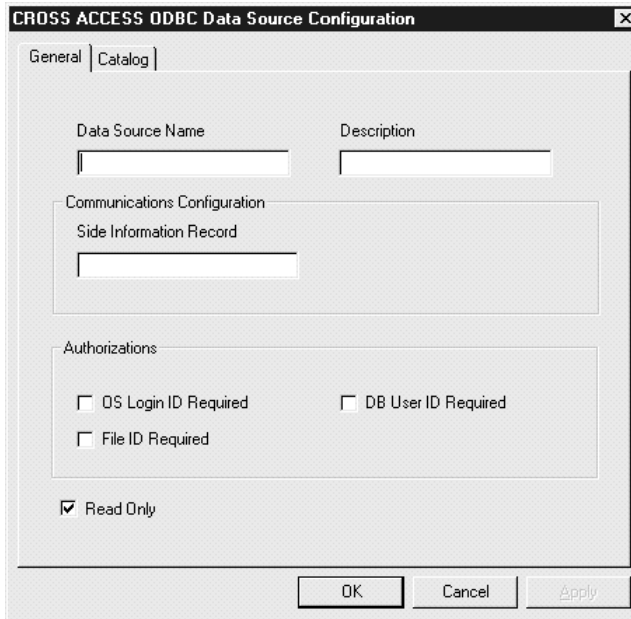 CROSS ACCESS ODBC Data Source Configuration
General Catalog
Data Source Name Description
Communications Configuration
Side Information Record
Authorizations
OS Login ID Required DB User ID Required
File ID Required
Read Only
OK Cancel Apply